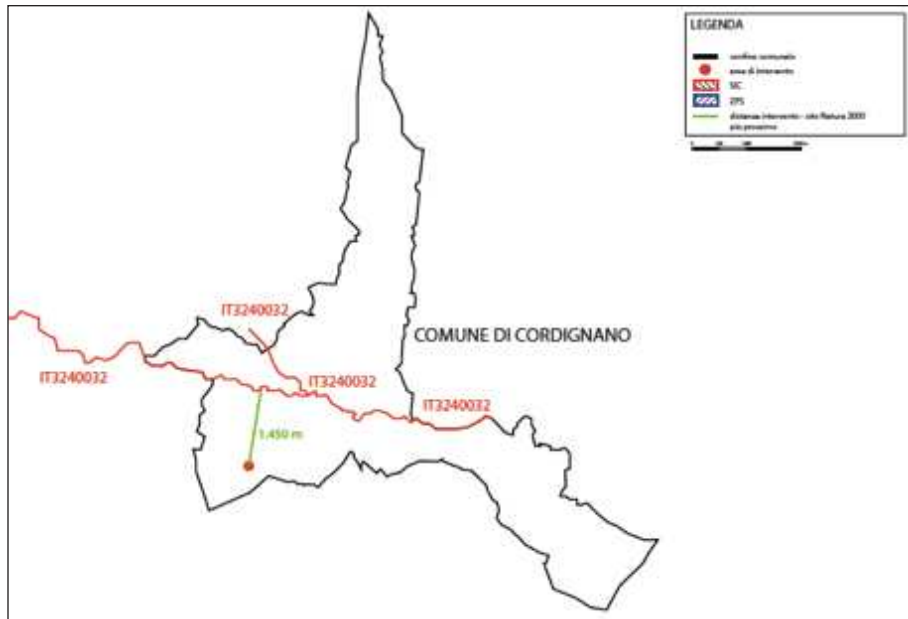 LEGENDA
confine comunale
area di intervento
SIC
ZPS
distanza intervento - sito Natura 2000
più prossimo
IT3240032
COMUNE DI CORDIGNANO
IT3240032
IT3240032
IT3240032
1.450 m